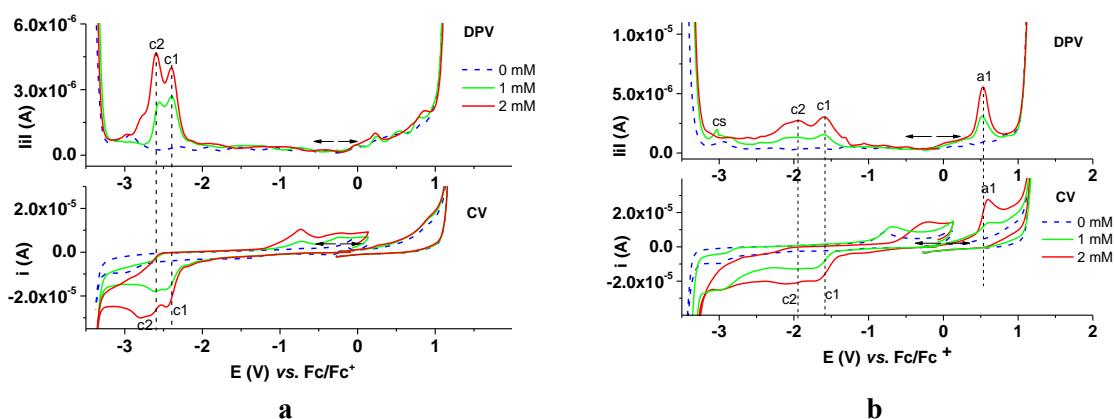 6.0x10⁻⁶
3.0x10⁻⁶
0.0
IiI (A)
c2
c1
DPV
0 mM
1 mM
2 mM
-3
-2
-1
0
1
2.0x10⁻⁵
0.0
-2.0x10⁻⁵
i (A)
CV
c2
c1
-3
-2
-1
0
1
E (V) vs. Fc/Fc⁺
a
1.0x10⁻⁵
5.0x10⁻⁶
0.0
IiI (A)
cs
c2
c1
a1
DPV
-3
-2
-1
0
1
2
2.0x10⁻⁵
0.0
-2.0x10⁻⁵
i (A)
CV
a1
0 mM
1 mM
2 mM
c2
c1
-3
-2
-1
0
1
2
E (V) vs. Fc/Fc ⁺
b